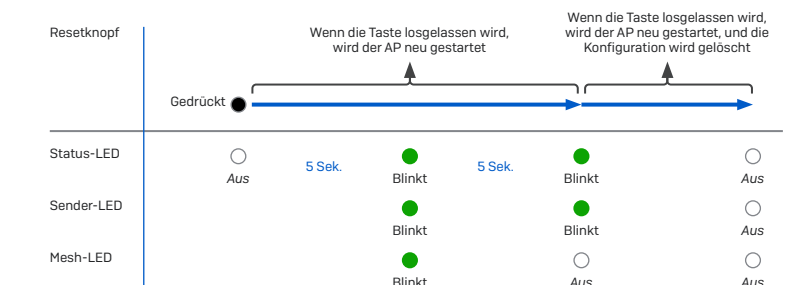 Resetknopf
Wenn die Taste losgelassen wird,
wird der AP neu gestartet
Wenn die Taste losgelassen wird,
wird der AP neu gestartet, und die
Konfiguration wird gelöscht
Gedrückt
Status-LED
5 Sek.
5 Sek.
Aus
Blinkt
Blinkt
Aus
Sender-LED
Blinkt
Blinkt
Aus
Mesh-LED
Blinkt
Aus
Aus